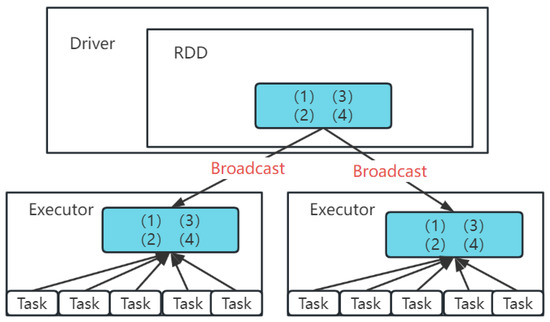 Driver
RDD
(1) (3)
(2) (4)
Broadcast
Broadcast
Executor
(1) (3)
(2) (4)
Task Task Task Task Task
Executor
(1) (3)
(2) (4)
Task Task Task Task Task